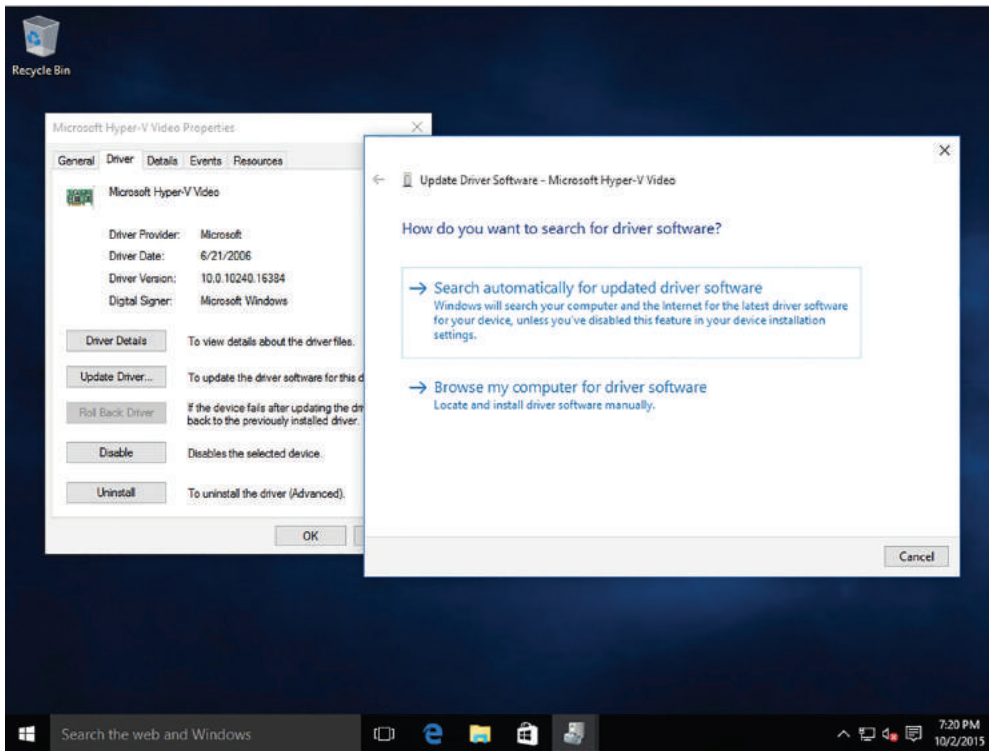 Recycle Bin
Microsoft Hyper-V Video Properties
General Driver Details Events Resources
Microsoft Hyper-V Video
Driver Provider: Microsoft
Driver Date: 6/21/2006
Driver Version: 10.0.10240.16384
Digital Signer: Microsoft Windows
Driver Details To view details about the driver files.
Update Driver... To update the driver software for this
Roll Back Driver If the device fails after updating the
back to the previously installed driver.
Disable Disables the selected device.
Uninstall To uninstall the driver (Advanced).
OK
Update Driver Software - Microsoft Hyper-V Video
How do you want to search for driver software?
Search automatically for updated driver software
Windows will search your computer and the Internet for the latest driver software
for your device, unless you've disabled this feature in your device installation
settings.
Browse my computer for driver software
Locate and install driver software manually.
Cancel
Search the web and Windows
7:20 PM
10/2/2015